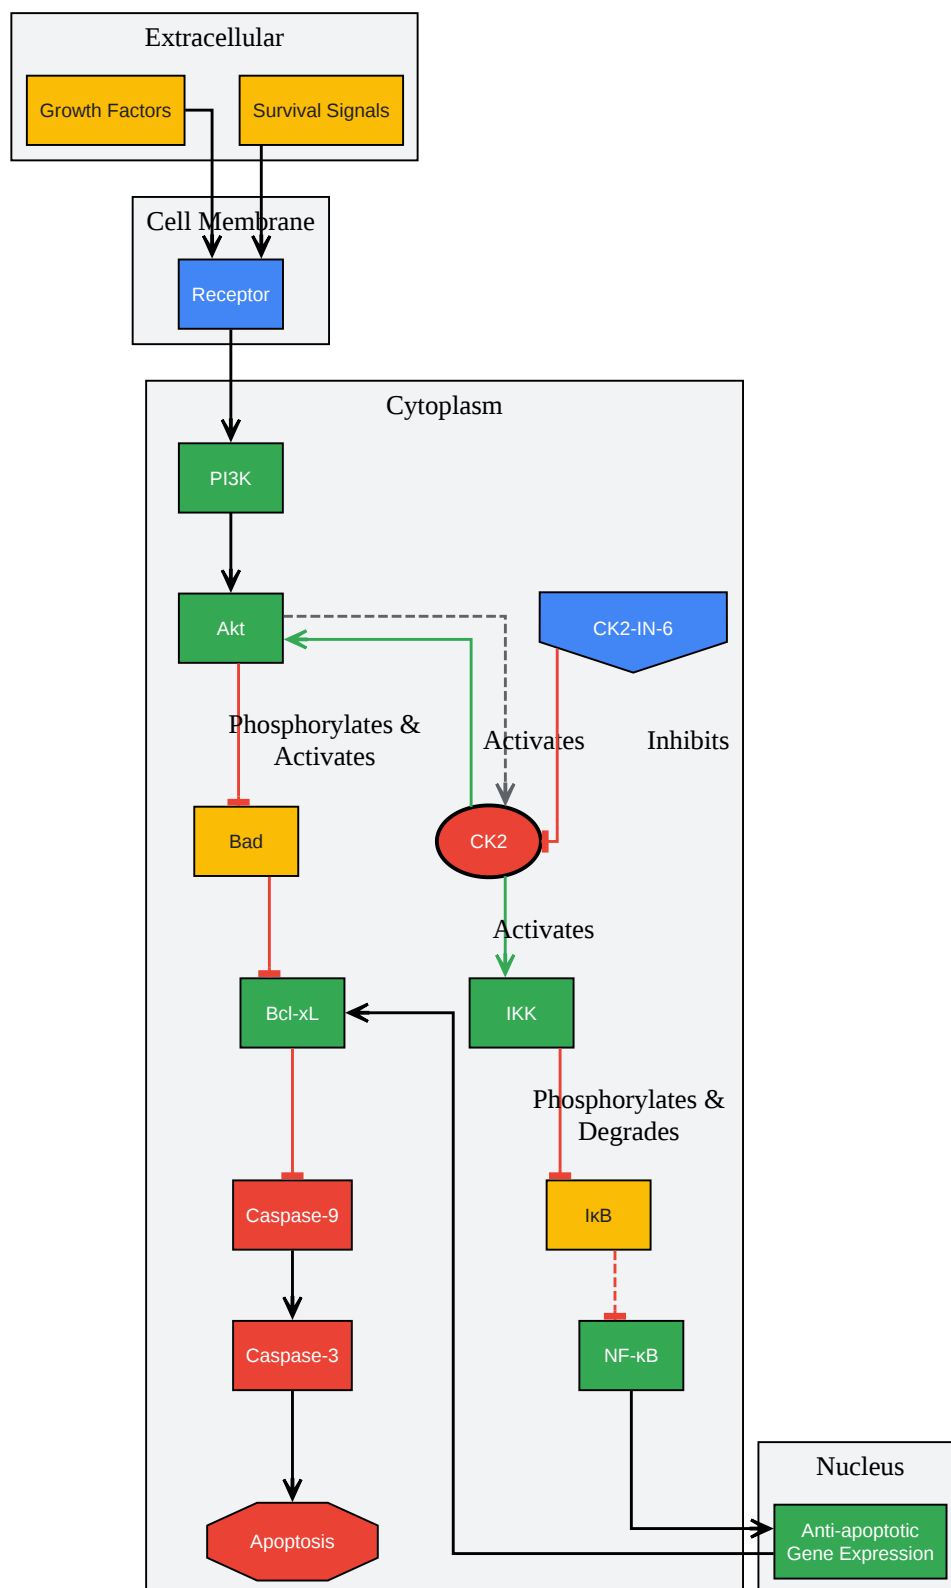 Extracellular
Growth Factors
Survival Signals
Cell Membrane
Receptor
Cytoplasm
PI3K
Akt
CK2-IN-6
Phosphorylates &
Activates
Activates
Inhibits
Bad
CK2
Activates
Bcl-xL
IKK
Phosphorylates &
Degrades
Caspase-9
IκB
Caspase-3
NF-κB
Nucleus
Apoptosis
Anti-apoptotic
Gene Expression